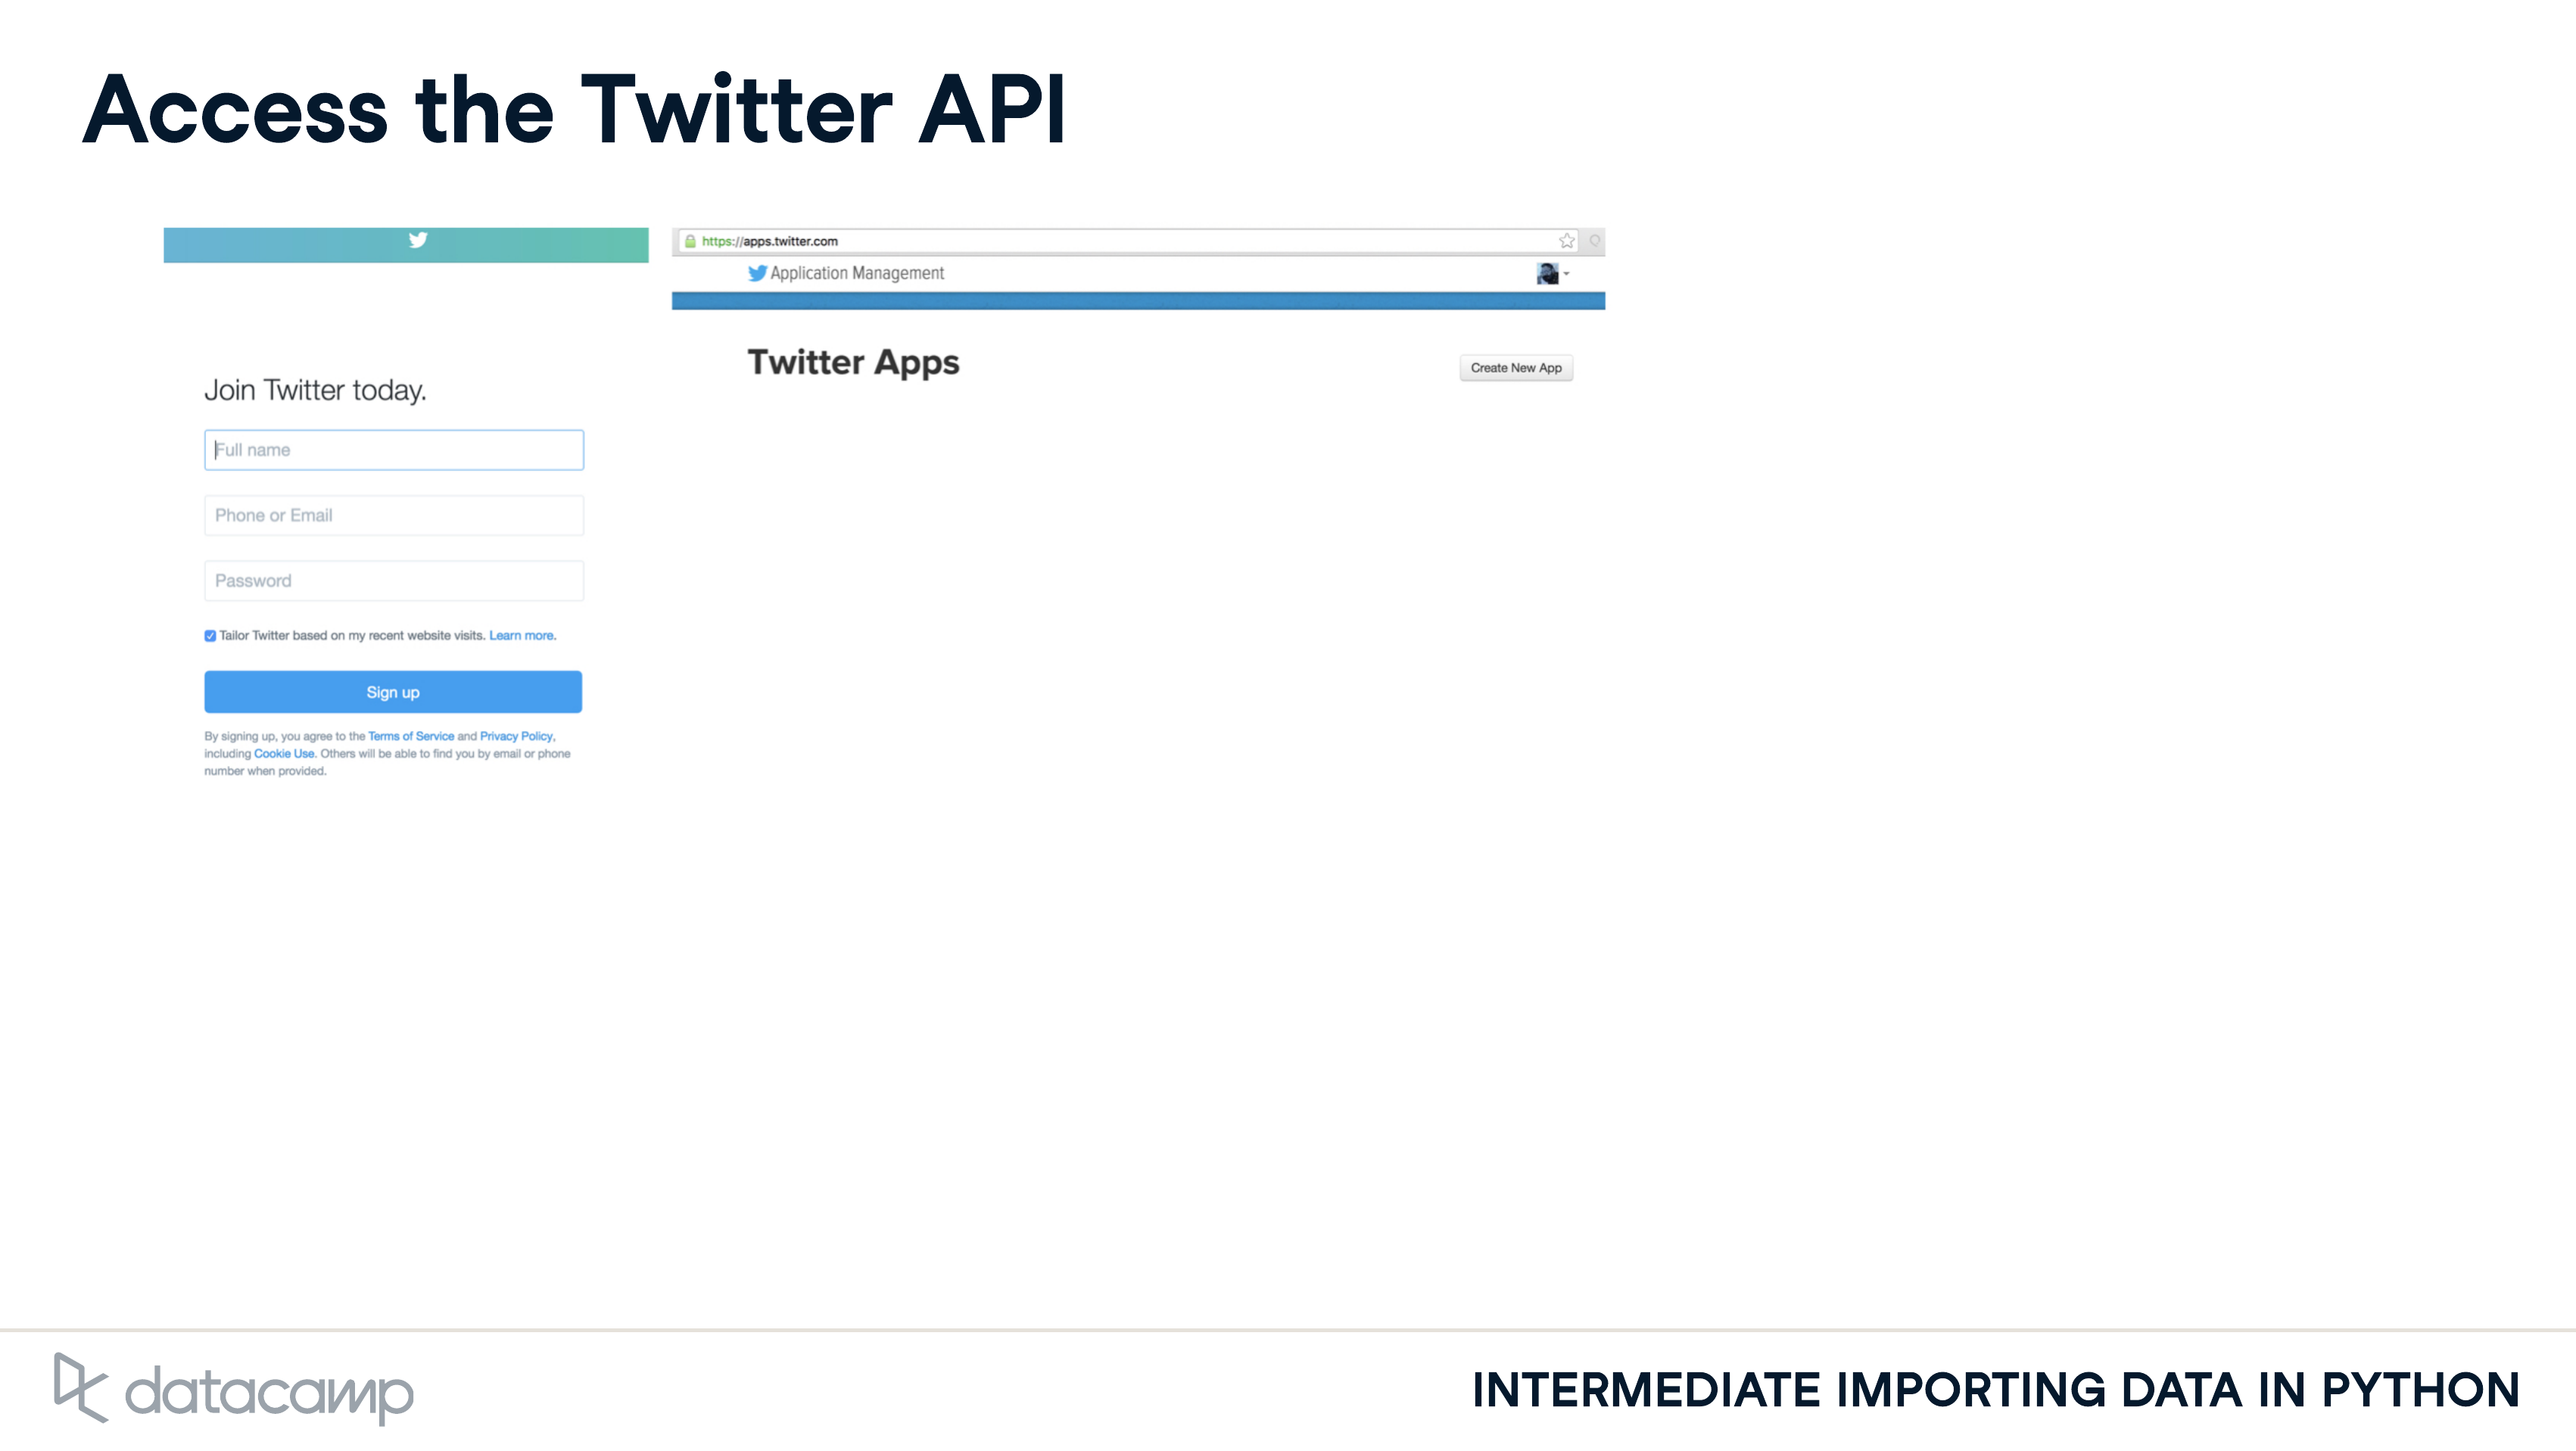 Access the Twitter API
Join Twitter today.
Full name
Phone or Email
Password
Tailor Twitter based on my recent website visits. Learn more.
Sign up
By signing up, you agree to the Terms of Service and Privacy Policy,
including Cookie Use. Others will be able to find you by email or phone
number when provided.
https://apps.twitter.com
Application Management
Twitter Apps
Create New App
datacamp
INTERMEDIATE IMPORTING DATA IN PYTHON